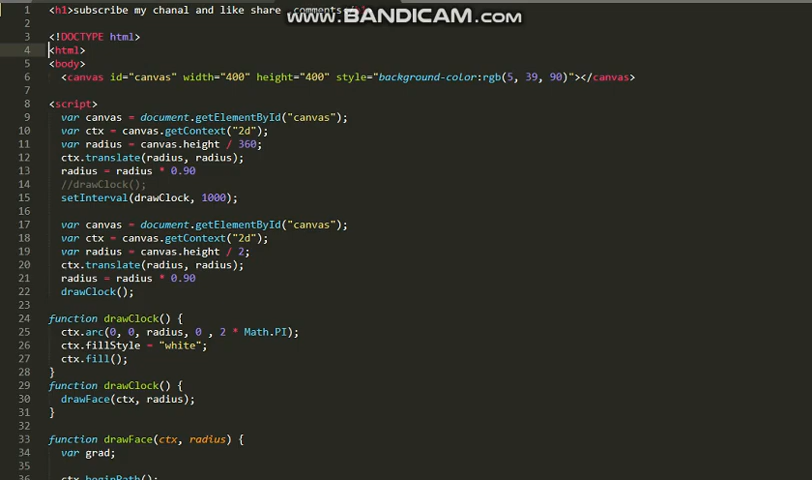 www.BANDICAM.com
1 <h1>subscribe my chanal and like share comments</h1>
2
3 <!DOCTYPE html>
4 <html>
5 <body>
6 <canvas id="canvas" width="400" height="400" style="background-color:rgb(5, 39, 90)"></canvas>
7
8 <script>
9 var canvas = document.getElementById("canvas");
10 var ctx = canvas.getContext("2d");
11 var radius = canvas.height / 360;
12 ctx.translate(radius, radius);
13 radius = radius * 0.90
14 //drawClock();
15 setInterval(drawClock, 1000);
16
17 var canvas = document.getElementById("canvas");
18 var ctx = canvas.getContext("2d");
19 var radius = canvas.height / 2;
20 ctx.translate(radius, radius);
21 radius = radius * 0.90
22 drawClock();
23
24 function drawClock() {
25 ctx.arc(0, 0, radius, 0 , 2 * Math.PI);
26 ctx.fillStyle = "white";
27 ctx.fill();
28 }
29 function drawClock() {
30 drawFace(ctx, radius);
31 }
32
33 function drawFace(ctx, radius) {
34 var grad;
35
36 ctx.beginPath();